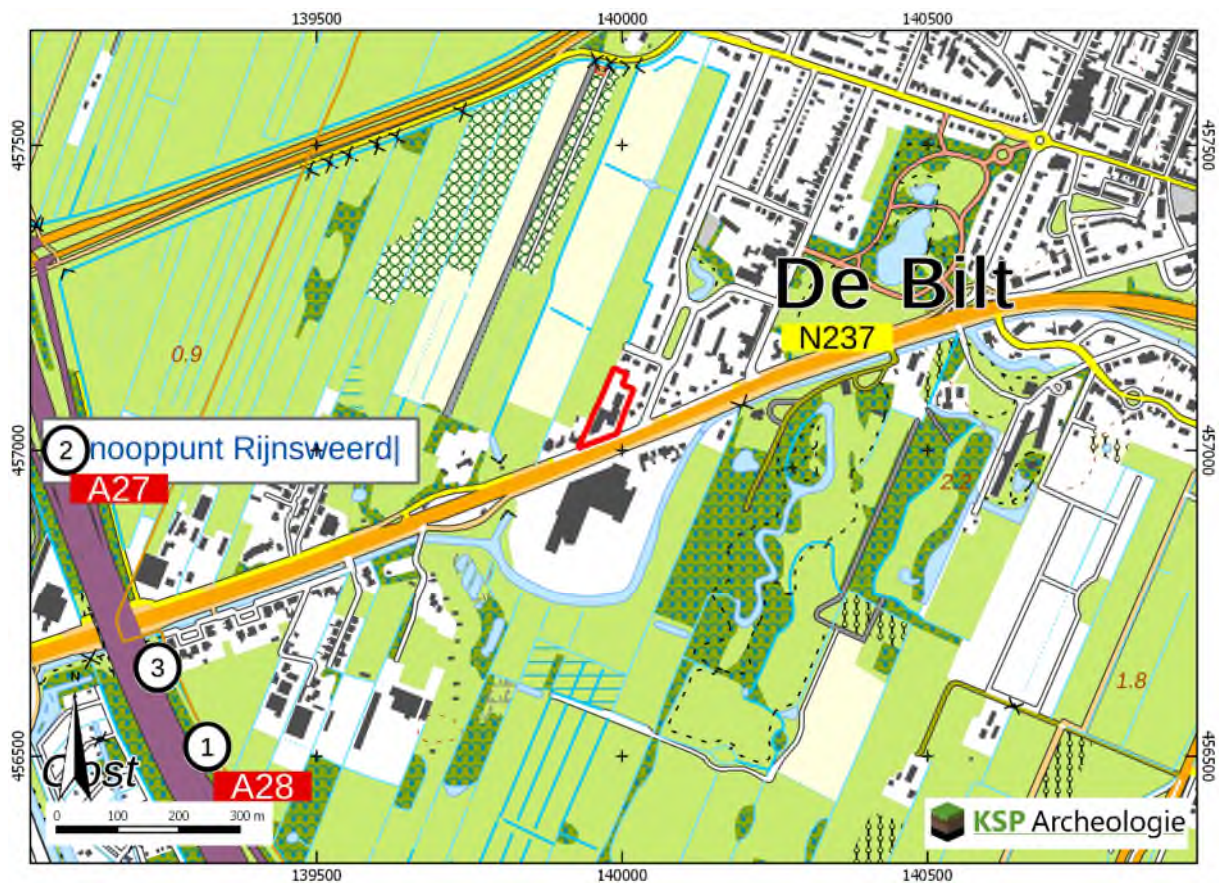 139500 140000 140500
457500 457500
De Bilt
N237
0.9
2 nooppunt Rijnsweerd|
457000 457000
A27
2.2
3
1.8
N
1
456500 456500
Oost
A28
0 100 200 300 m
KSP Archeologie
139500 140000 140500